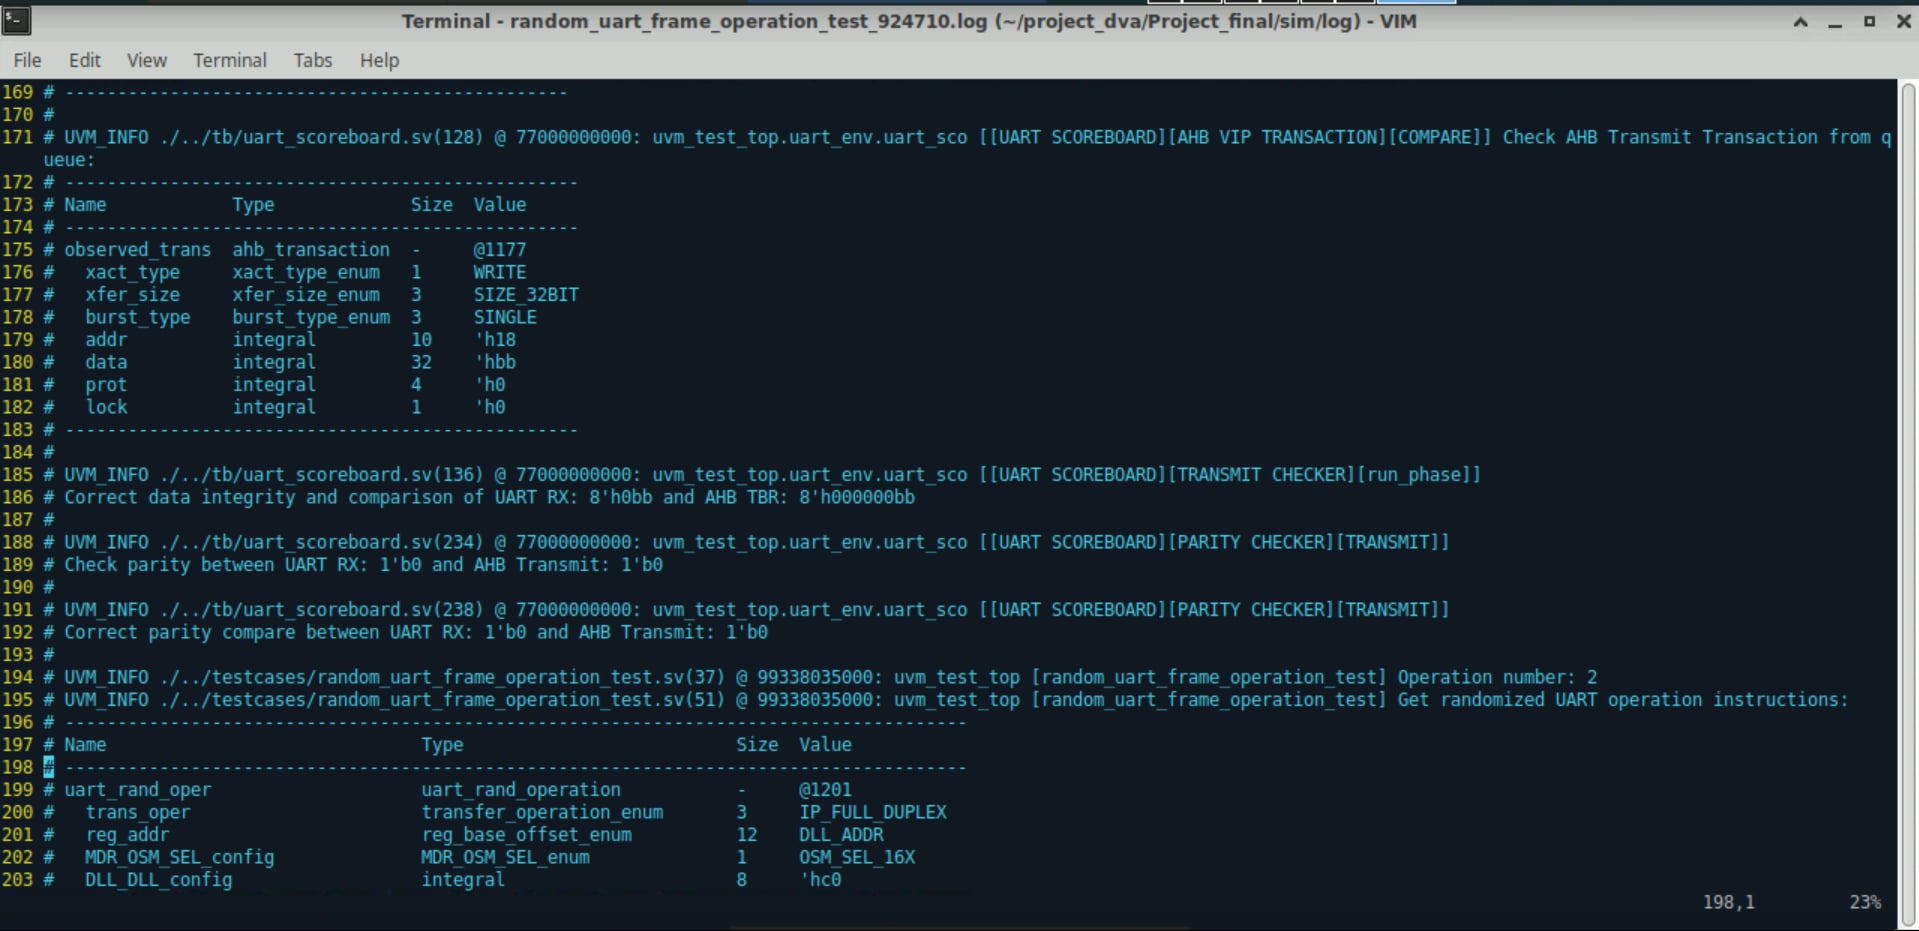 Terminal - random_uart_frame_operation_test_924710.log (~/project_dva/Project_final/sim/log) - VIM
File Edit View Terminal Tabs Help
169 # ------------------------------------------------
170 #
171 # UVM_INFO ./../tb/uart_scoreboard.sv(128) @ 77000000000: uvm_test_top.uart_env.uart_sco [[UART SCOREBOARD][AHB VIP TRANSACTION][COMPARE]] Check AHB Transmit Transaction from q
ueue:
172 # -------------------------------------------------
173 # Name            Type             Size  Value
174 # -------------------------------------------------
175 # observed_trans  ahb_transaction  -     @1177
176 #   xact_type     xact_type_enum   1     WRITE
177 #   xfer_size     xfer_size_enum   3     SIZE_32BIT
178 #   burst_type    burst_type_enum  3     SINGLE
179 #   addr          integral         10    'h18
180 #   data          integral         32    'hbb
181 #   prot          integral         4     'h0
182 #   lock          integral         1     'h0
183 # -------------------------------------------------
184 #
185 # UVM_INFO ./../tb/uart_scoreboard.sv(136) @ 77000000000: uvm_test_top.uart_env.uart_sco [[UART SCOREBOARD][TRANSMIT CHECKER][run_phase]]
186 # Correct data integrity and comparison of UART RX: 8'h0bb and AHB TBR: 8'h000000bb
187 #
188 # UVM_INFO ./../tb/uart_scoreboard.sv(234) @ 77000000000: uvm_test_top.uart_env.uart_sco [[UART SCOREBOARD][PARITY CHECKER][TRANSMIT]]
189 # Check parity between UART RX: 1'b0 and AHB Transmit: 1'b0
190 #
191 # UVM_INFO ./../tb/uart_scoreboard.sv(238) @ 77000000000: uvm_test_top.uart_env.uart_sco [[UART SCOREBOARD][PARITY CHECKER][TRANSMIT]]
192 # Correct parity compare between UART RX: 1'b0 and AHB Transmit: 1'b0
193 #
194 # UVM_INFO ./../testcases/random_uart_frame_operation_test.sv(37) @ 99338035000: uvm_test_top [random_uart_frame_operation_test] Operation number: 2
195 # UVM_INFO ./../testcases/random_uart_frame_operation_test.sv(51) @ 99338035000: uvm_test_top [random_uart_frame_operation_test] Get randomized UART operation instructions:
196 # --------------------------------------------------------------------------------------
197 # Name                              Type                          Size  Value
198 # --------------------------------------------------------------------------------------
199 # uart_rand_oper                    uart_rand_operation           -     @1201
200 #   trans_oper                      transfer_operation_enum       3     IP_FULL_DUPLEX
201 #   reg_addr                        reg_base_offset_enum          12    DLL_ADDR
202 #   MDR_OSM_SEL_config              MDR_OSM_SEL_enum              1     OSM_SEL_16X
203 #   DLL_DLL_config                  integral                      8     'hc0
198,1 23%